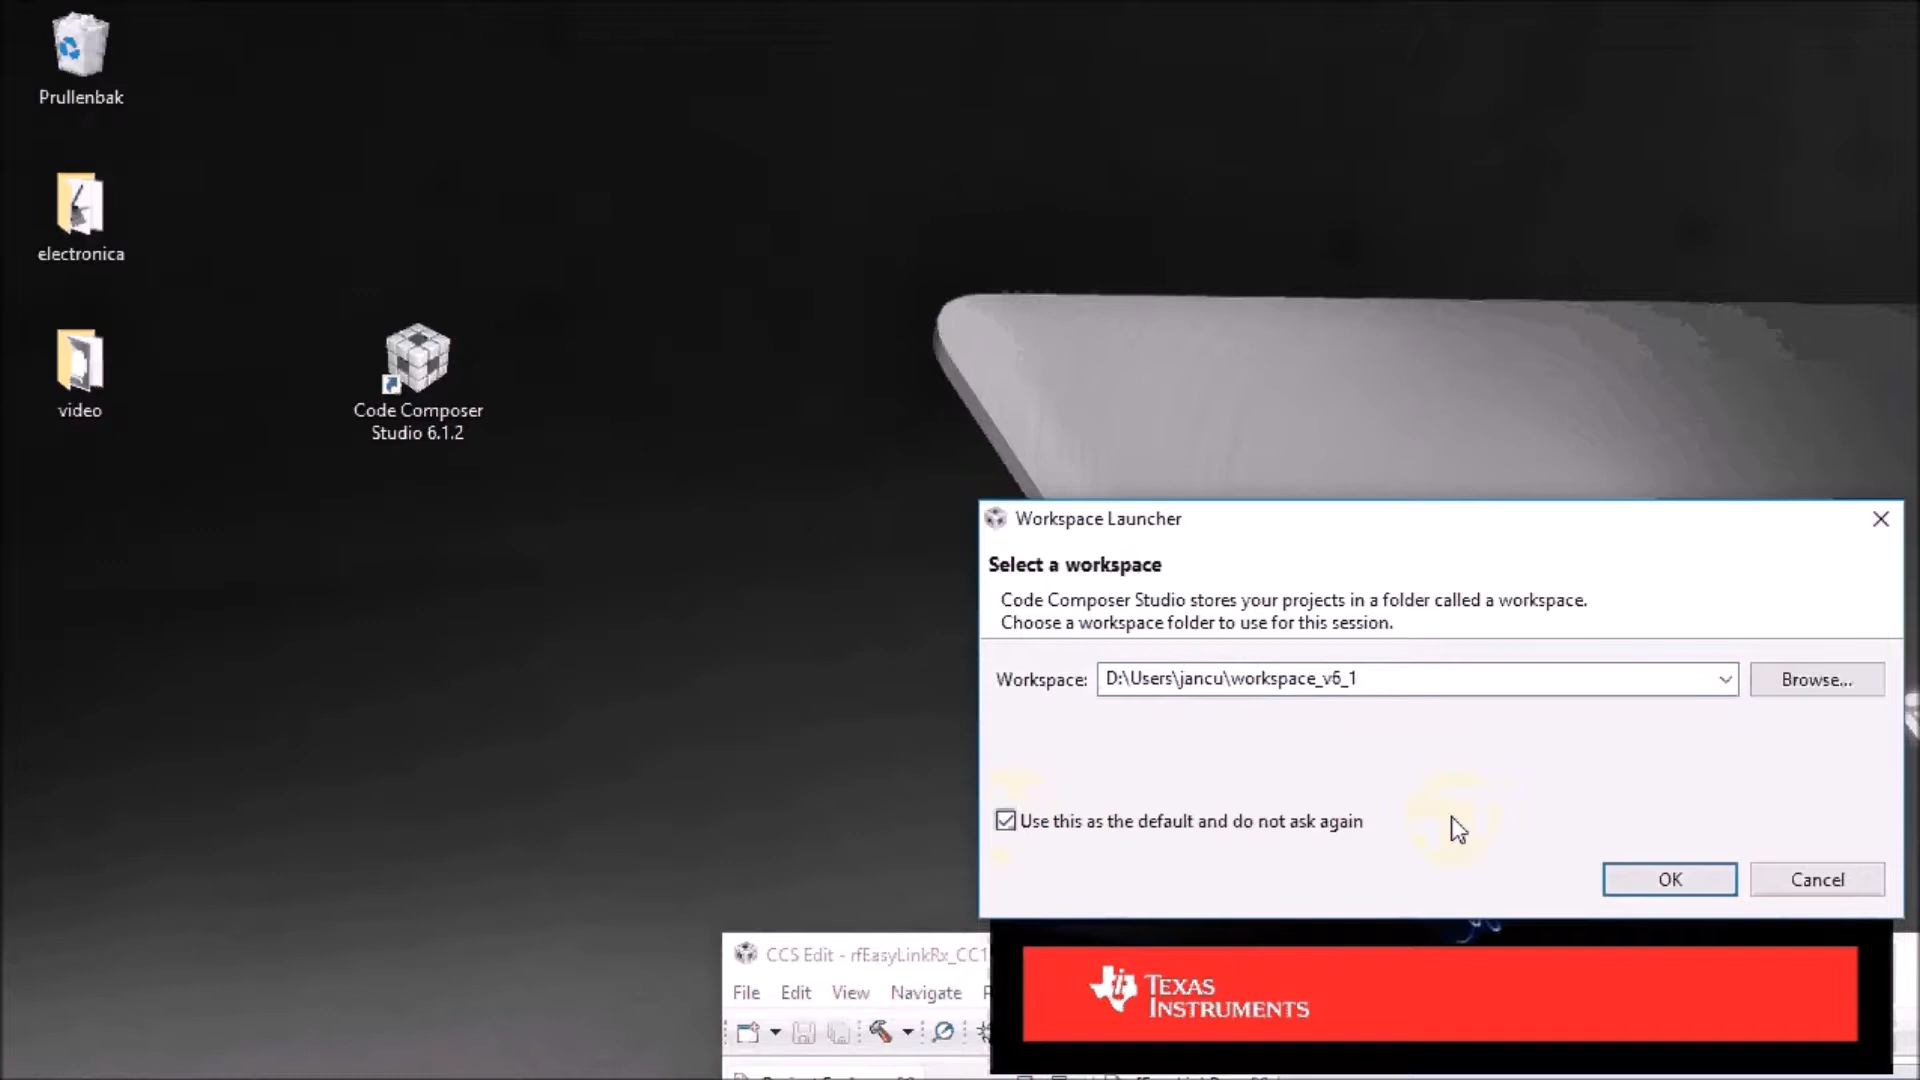 Prullenbak
electronica
video
Code Composer
Studio 6.1.2
Workspace Launcher
Select a workspace
Code Composer Studio stores your projects in a folder called a workspace.
Choose a workspace folder to use for this session.
Workspace:
D:\Users\jancu\workspace_v6_1
Browse...
Use this as the default and do not ask again
OK
Cancel
CCS Edit - rfEasyLinkRx_CC1
File
Edit
View
Navigate
TEXAS
INSTRUMENTS